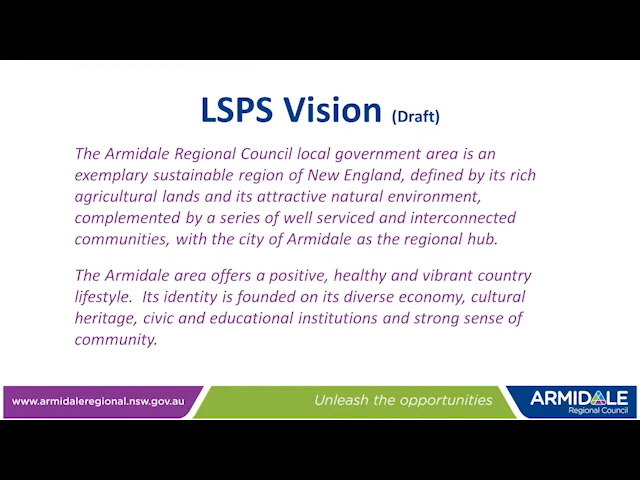 LSPS Vision (Draft)
The Armidale Regional Council local government area is an
exemplary sustainable region of New England, defined by its rich
agricultural lands and its attractive natural environment,
complemented by a series of well serviced and interconnected
communities, with the city of Armidale as the regional hub.
The Armidale area offers a positive, healthy and vibrant country
lifestyle.  Its identity is founded on its diverse economy, cultural
heritage, civic and educational institutions and strong sense of
community.
www.armidaleregional.nsw.gov.au
Unleash the opportunities
ARMIDALE
Regional Council